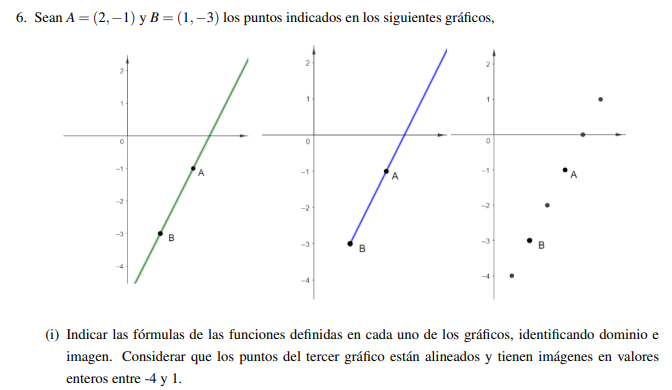 6. Sean A = (2, −1) y B = (1, −3) los puntos indicados en los siguientes gráficos,
2
1
0
−1
−2
−3
−4
A
B
2
1
0
−1
−2
−3
−4
A
B
2
1
0
−1
−2
−3
−4
A
B
(i) Indicar las fórmulas de las funciones definidas en cada uno de los gráficos, identificando dominio e
imagen. Considerar que los puntos del tercer gráfico están alineados y tienen imágenes en valores
enteros entre -4 y 1.